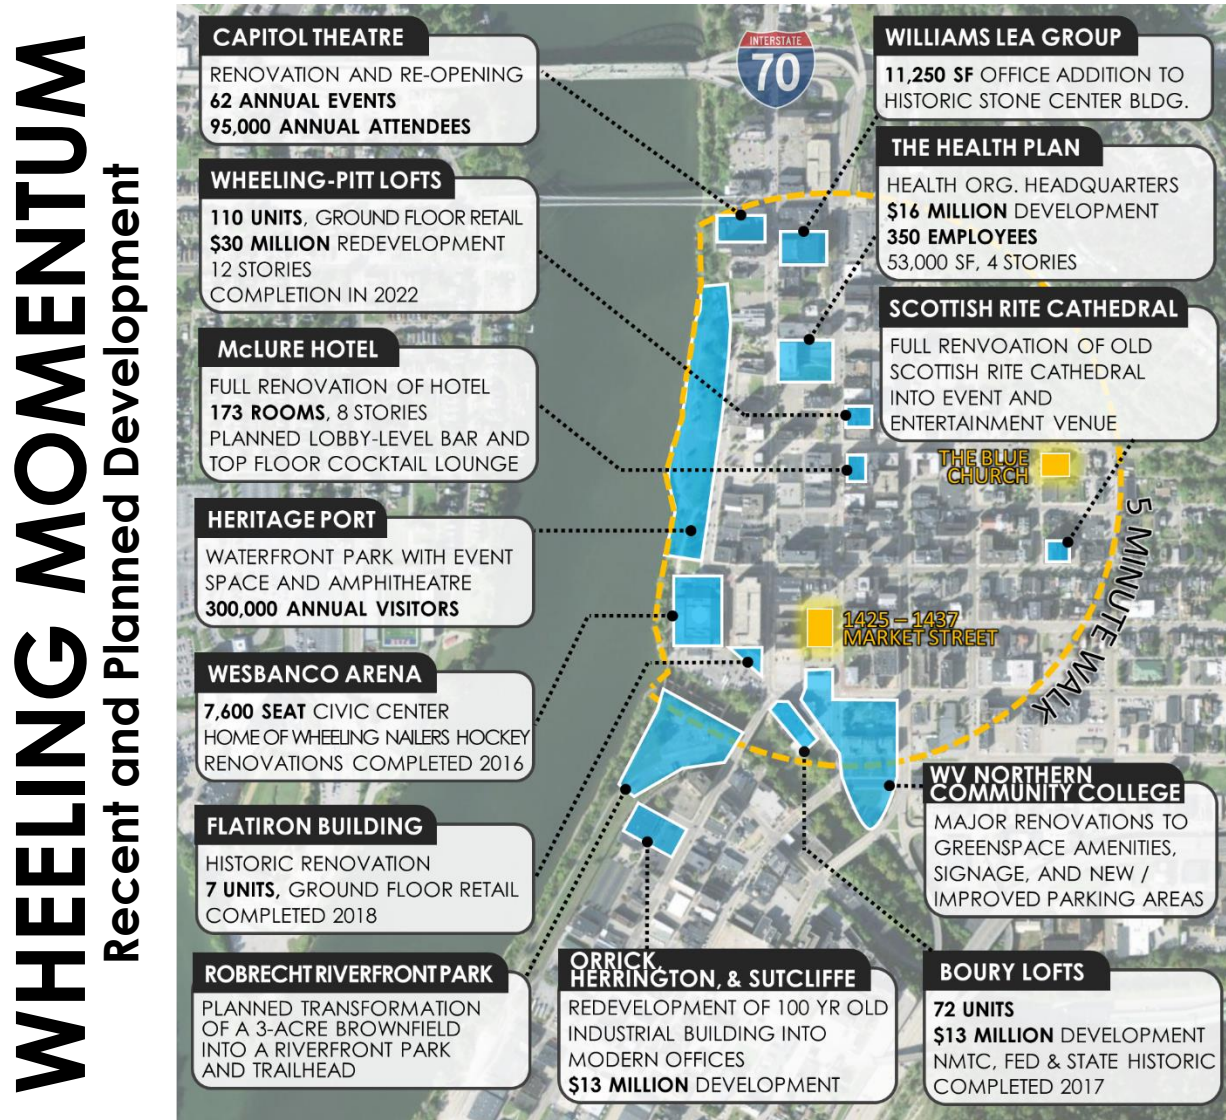 WHEELING MOMENTUM
Recent and Planned Development
CAPITOL THEATRE
RENOVATION AND RE-OPENING
62 ANNUAL EVENTS
95,000 ANNUAL ATTENDEES
WHEELING-PITT LOFTS
110 UNITS, GROUND FLOOR RETAIL
$30 MILLION REDEVELOPMENT
12 STORIES
COMPLETION IN 2022
McLURE HOTEL
FULL RENOVATION OF HOTEL
173 ROOMS, 8 STORIES
PLANNED LOBBY-LEVEL BAR AND
TOP FLOOR COCKTAIL LOUNGE
HERITAGE PORT
WATERFRONT PARK WITH EVENT
SPACE AND AMPHITHEATRE
300,000 ANNUAL VISITORS
WESBANCO ARENA
7,600 SEAT CIVIC CENTER
HOME OF WHEELING NAILERS HOCKEY
RENOVATIONS COMPLETED 2016
FLATIRON BUILDING
HISTORIC RENOVATION
7 UNITS, GROUND FLOOR RETAIL
COMPLETED 2018
ROBRECHT RIVERFRONT PARK
PLANNED TRANSFORMATION
OF A 3-ACRE BROWNFIELD
INTO A RIVERFRONT PARK
AND TRAILHEAD
INTERSTATE
70
WILLIAMS LEA GROUP
11,250 SF OFFICE ADDITION TO
HISTORIC STONE CENTER BLDG.
THE HEALTH PLAN
HEALTH ORG. HEADQUARTERS
$16 MILLION DEVELOPMENT
350 EMPLOYEES
53,000 SF, 4 STORIES
SCOTTISH RITE CATHEDRAL
FULL RENVOATION OF OLD
SCOTTISH RITE CATHEDRAL
INTO EVENT AND
ENTERTAINMENT VENUE
THE BLUE
CHURCH
5 MINUTE WALK
1425 – 1437
MARKET STREET
WV NORTHERN
COMMUNITY COLLEGE
MAJOR RENOVATIONS TO
GREENSPACE AMENITIES,
SIGNAGE, AND NEW /
IMPROVED PARKING AREAS
ORRICK,
HERRINGTON, & SUTCLIFFE
REDEVELOPMENT OF 100 YR OLD
INDUSTRIAL BUILDING INTO
MODERN OFFICES
$13 MILLION DEVELOPMENT
BOURY LOFTS
72 UNITS
$13 MILLION DEVELOPMENT
NMTC, FED & STATE HISTORIC
COMPLETED 2017